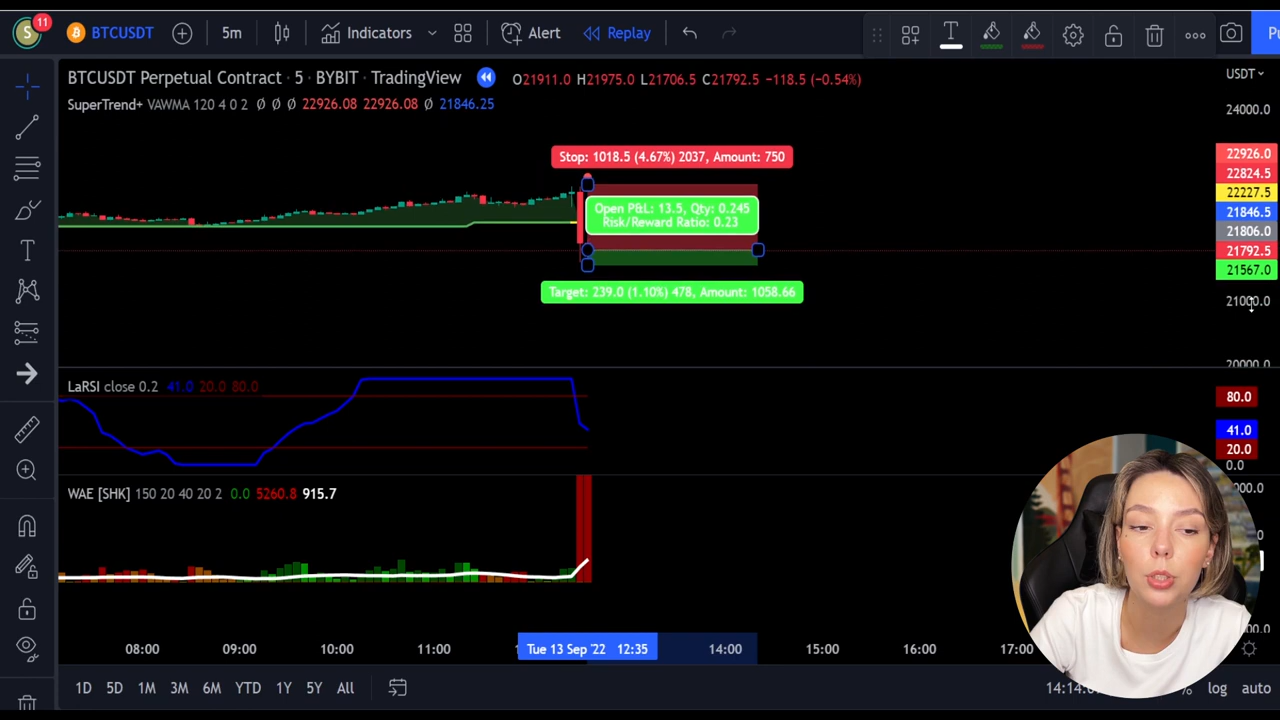 S
11
BTCUSDT
5m
Indicators
Alert
Replay
Pu
BTCUSDT Perpetual Contract · 5 · BYBIT · TradingView
O21911.0 H21975.0 L21706.5 C21792.5 −118.5 (−0.54%)
USDT
SuperTrend+ VAWMA 120 4 0 2 Ø Ø Ø 22926.08 22926.08 Ø 21846.25
24000.0
Stop: 1018.5 (4.67%) 2037, Amount: 750
22926.0
22824.5
22227.5
Open P&L: 13.5, Qty: 0.245
Risk/Reward Ratio: 0.23
21846.5
21806.0
21792.5
21567.0
Target: 239.0 (1.10%) 478, Amount: 1058.66
21000.0
20000.0
LaRSI close 0.2 41.0 20.0 80.0
80.0
41.0
20.0
0.0
WAE [SHK] 150 20 40 20 2 0.0 5260.8 915.7
08:00
09:00
10:00
11:00
Tue 13 Sep '22 12:35
14:00
15:00
16:00
17:00
1D
5D
1M
3M
6M
YTD
1Y
5Y
All
%
log
auto